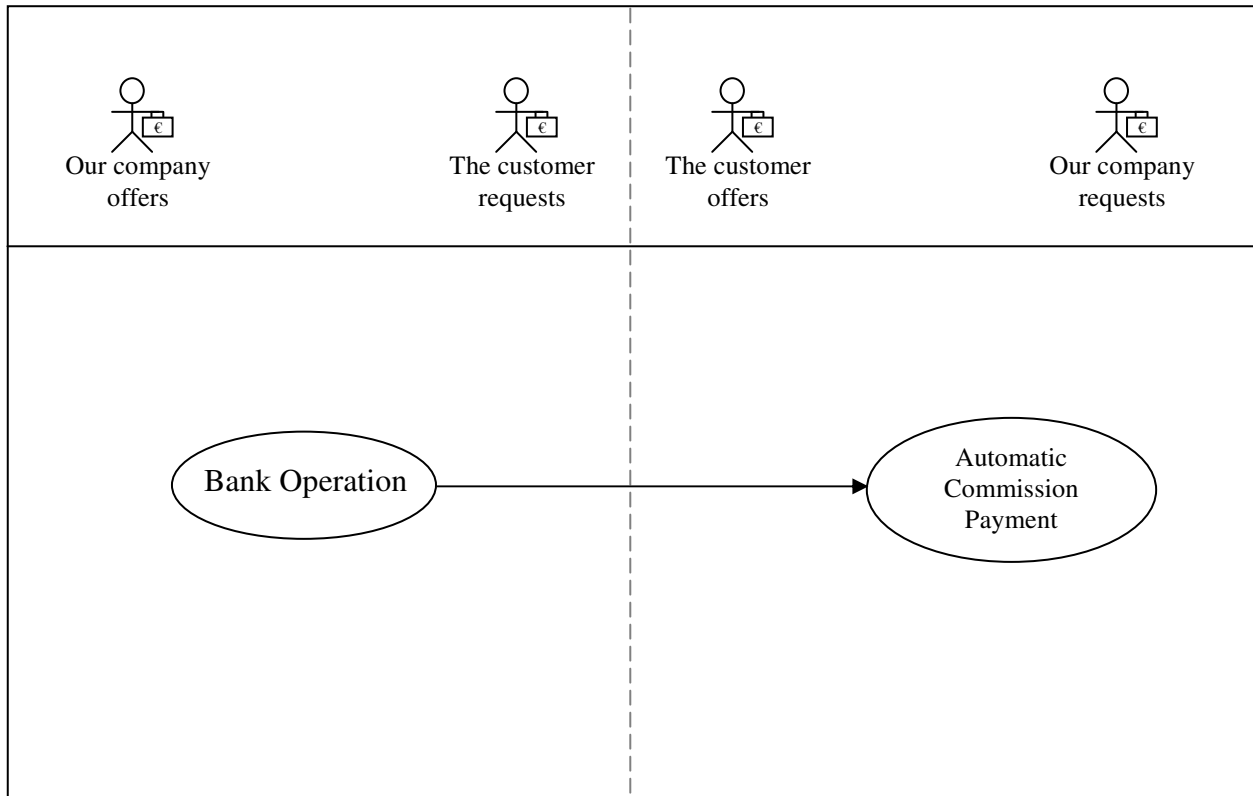 €
€
€
€
Our company
offers
The customer
requests
The customer
offers
Our company
requests
Bank Operation
Automatic
Commission
Payment